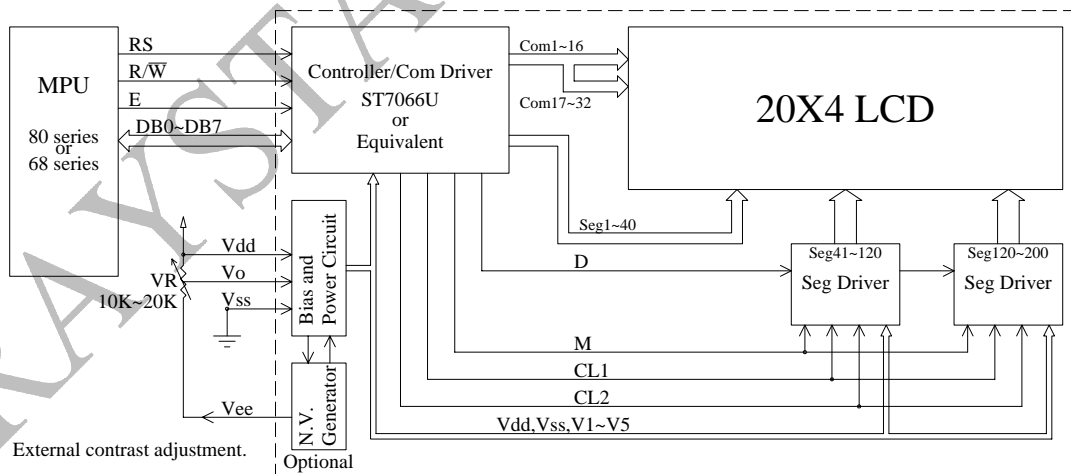 MPU
80 series
or
68 series
RS
R/W̅
E
DB0~DB7
Controller/Com Driver
ST7066U
or
Equivalent
Com1~16
Com17~32
20X4 LCD
Seg1~40
D
Seg41~120
Seg Driver
Seg120~200
Seg Driver
Vdd
Vo
Vss
VR
10K~20K
Bias and
Power Circuit
M
CL1
CL2
Vdd,Vss,V1~V5
Vee
N.V.
Generator
Optional
External contrast adjustment.
RAYSTA